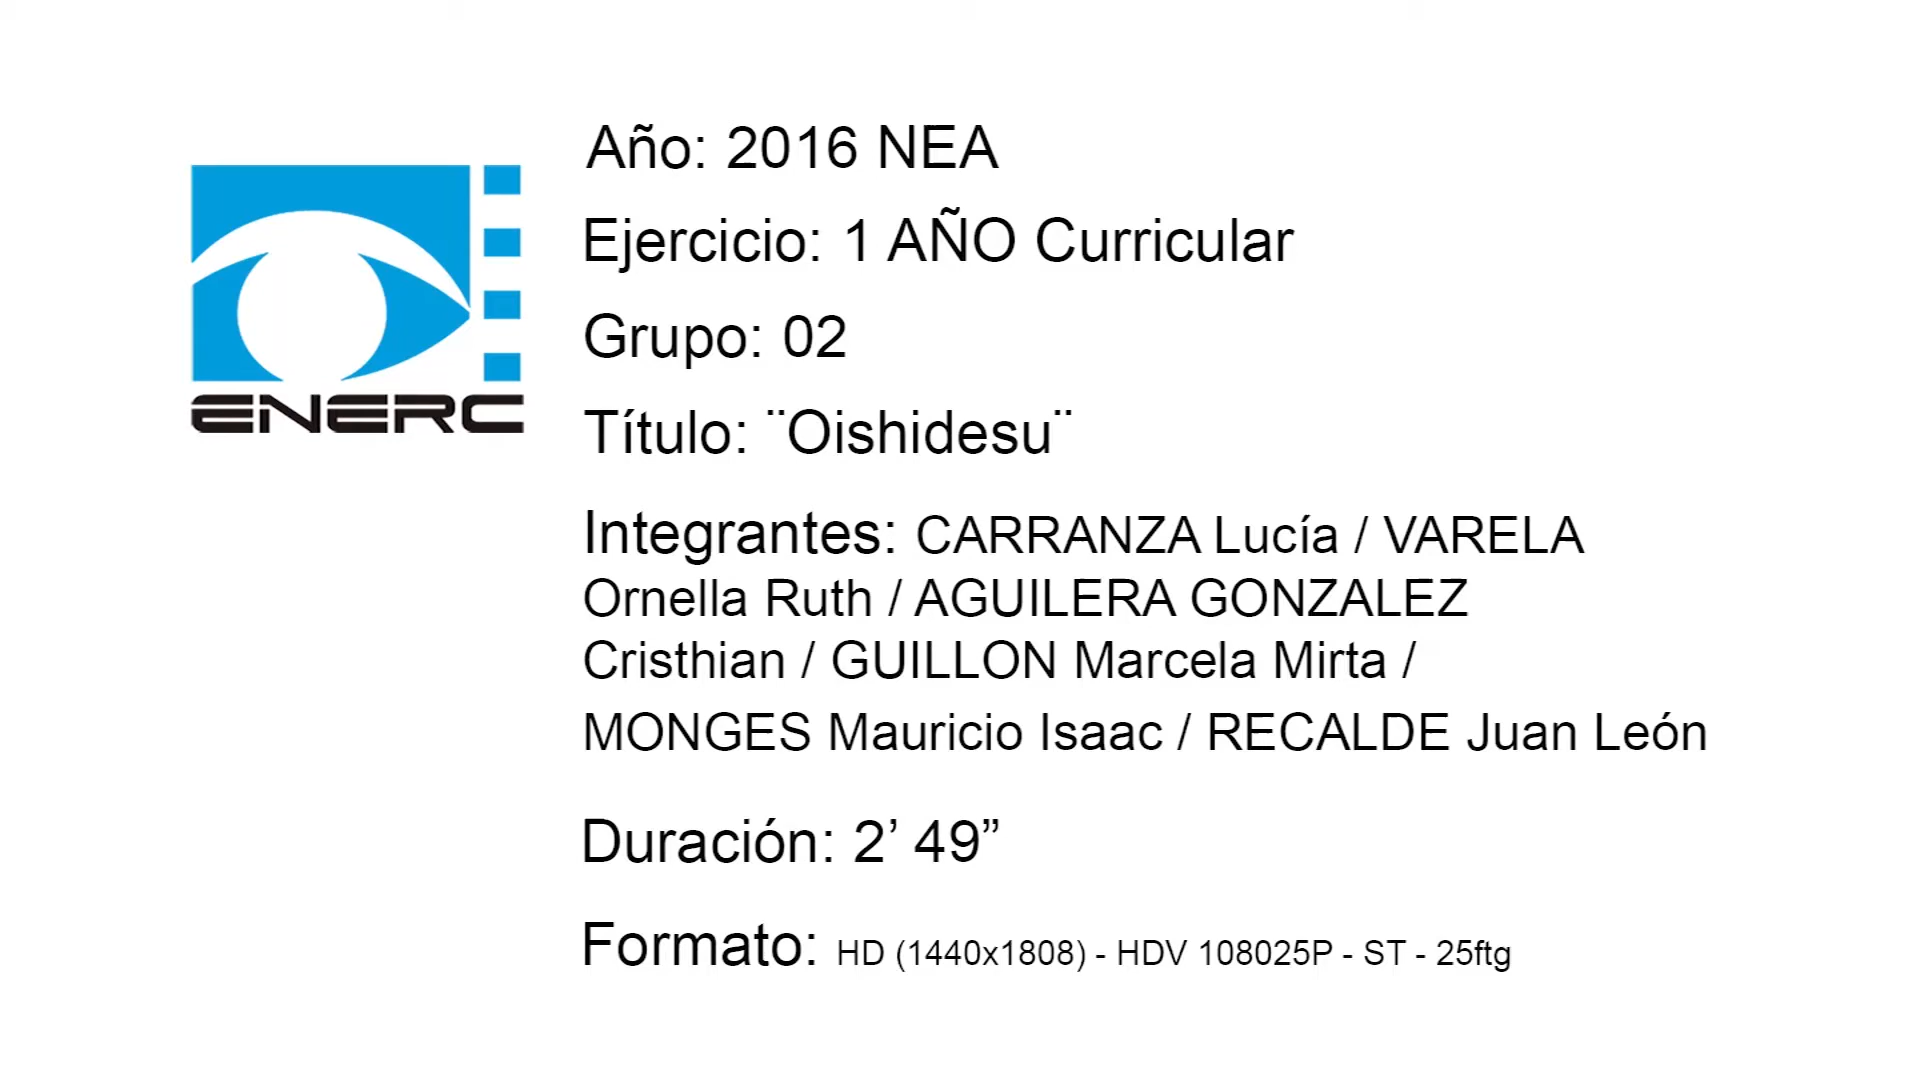 Año: 2016 NEA
Ejercicio: 1 AÑO Curricular
Grupo: 02
Título: ¨Oishidesu¨
Integrantes: CARRANZA Lucía / VARELA
Ornella Ruth / AGUILERA GONZALEZ
Cristhian / GUILLON Marcela Mirta /
MONGES Mauricio Isaac / RECALDE Juan León
Duración: 2’ 49”
Formato: HD (1440x1808) - HDV 108025P - ST - 25ftg
ENERC